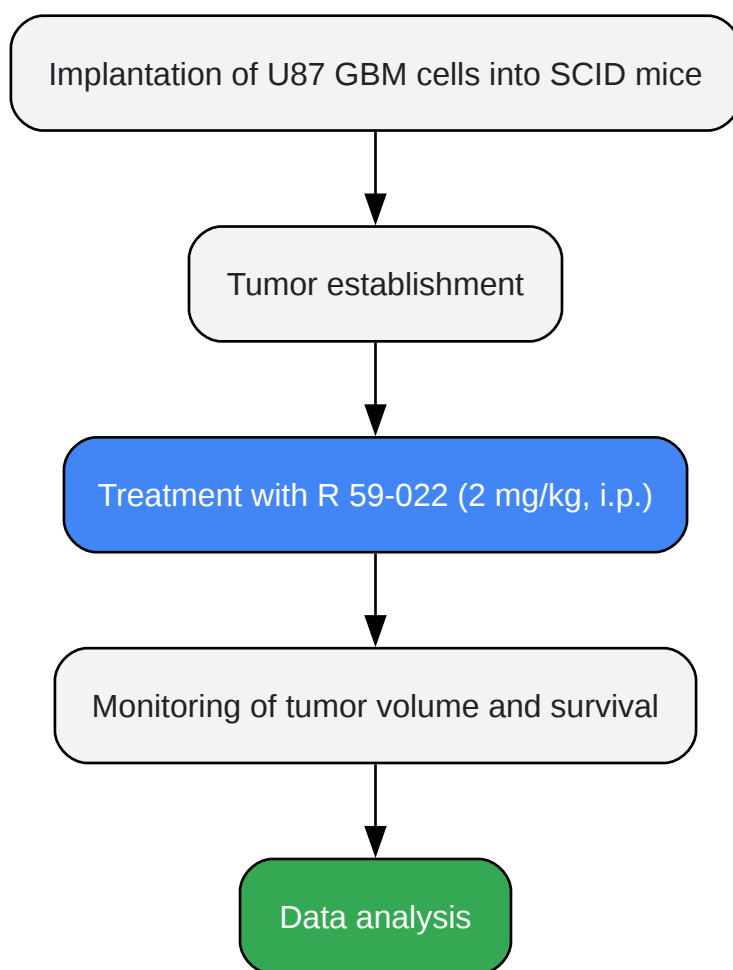 Implantation of U87 GBM cells into SCID mice
Tumor establishment
Treatment with R 59-022 (2 mg/kg, i.p.)
Monitoring of tumor volume and survival
Data analysis